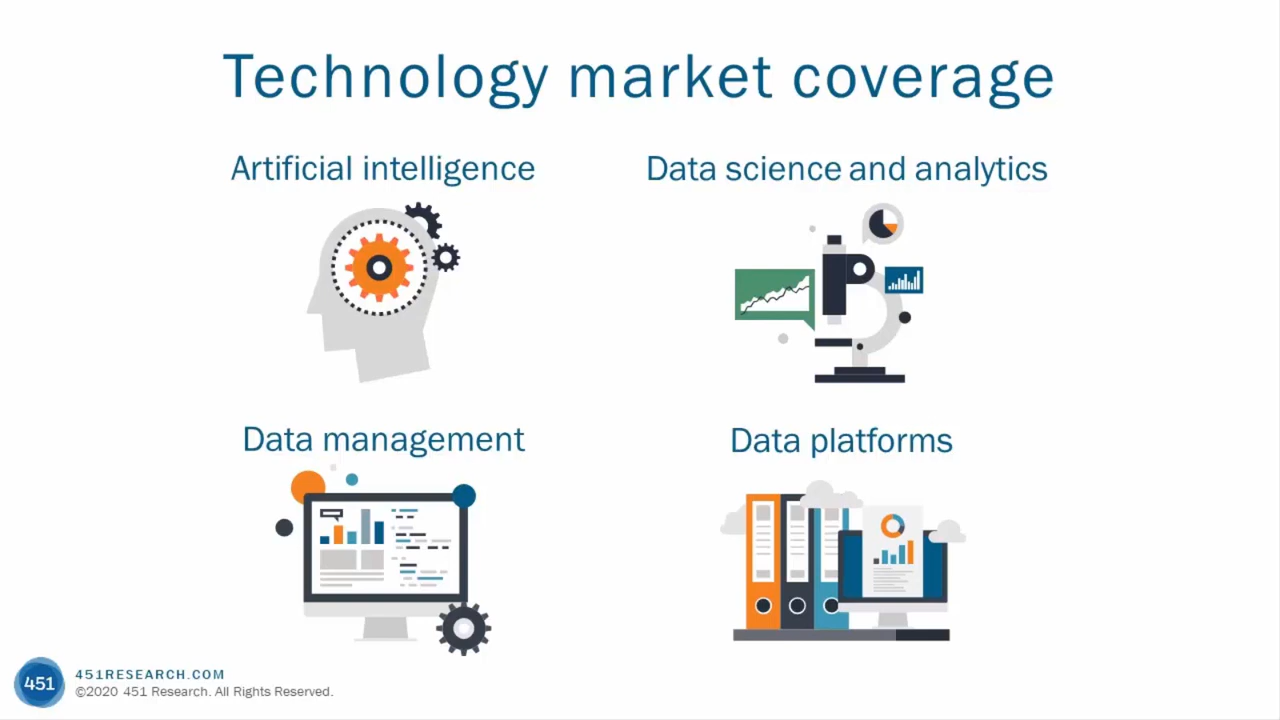 Technology market coverage
Artificial intelligence
Data science and analytics
Data management
Data platforms
451
451RESEARCH.COM
©2020 451 Research. All Rights Reserved.